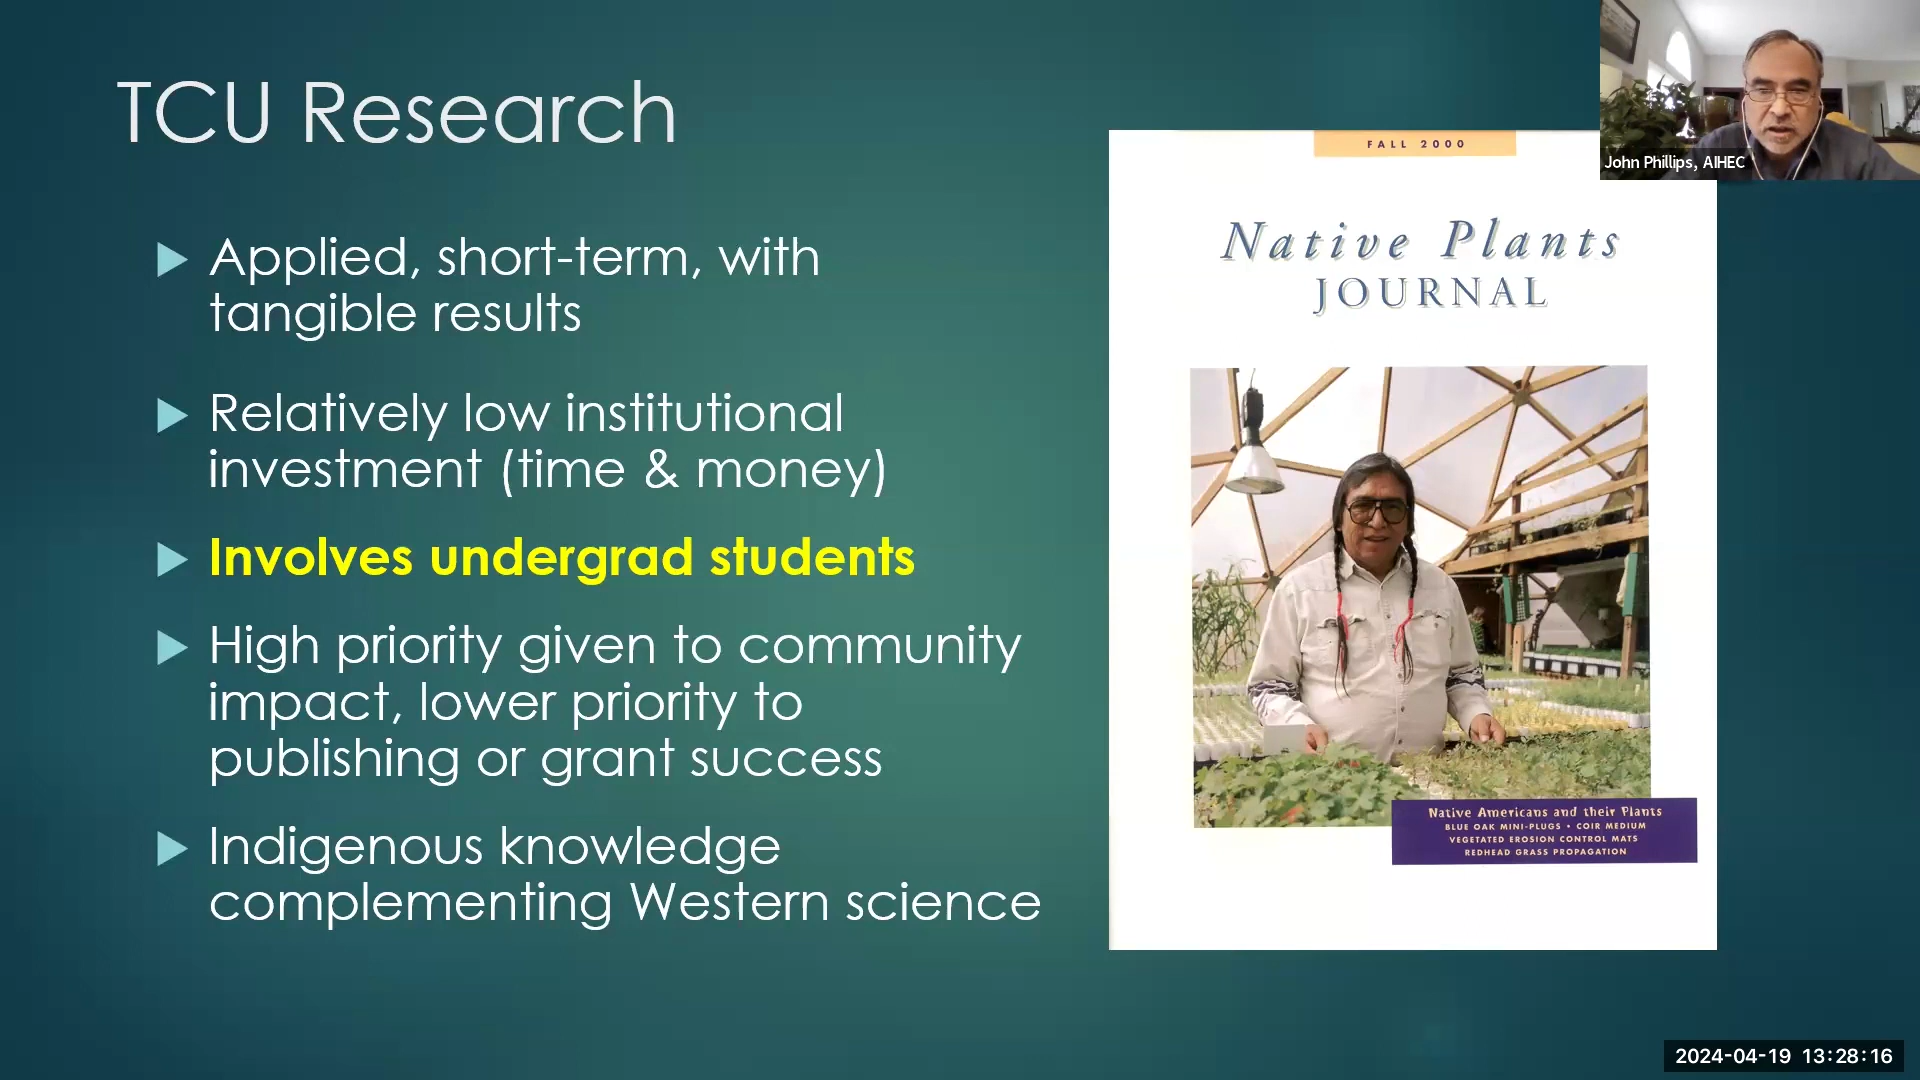 TCU Research
Applied, short-term, with
tangible results
Relatively low institutional
investment (time & money)
Involves undergrad students
High priority given to community
impact, lower priority to
publishing or grant success
Indigenous knowledge
complementing Western science
FALL 2000
Native Plants
JOURNAL
Native Americans and their Plants
BLUE OAK MINI-PLUGS • COIR MEDIUM
VEGETATED EROSION CONTROL MATS
REDHEAD GRASS PROPAGATION
John Phillips, AIHEC
2024-04-19 13:28:16